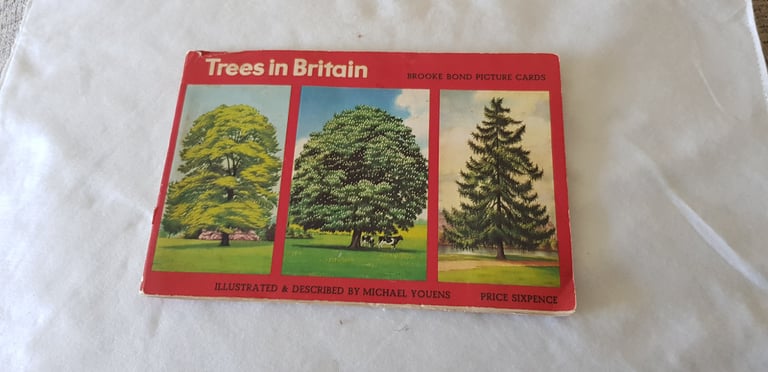 Trees in Britain
BROOKE BOND PICTURE CARDS
ILLUSTRATED & DESCRIBED BY MICHAEL YOUENS
PRICE SIXPENCE